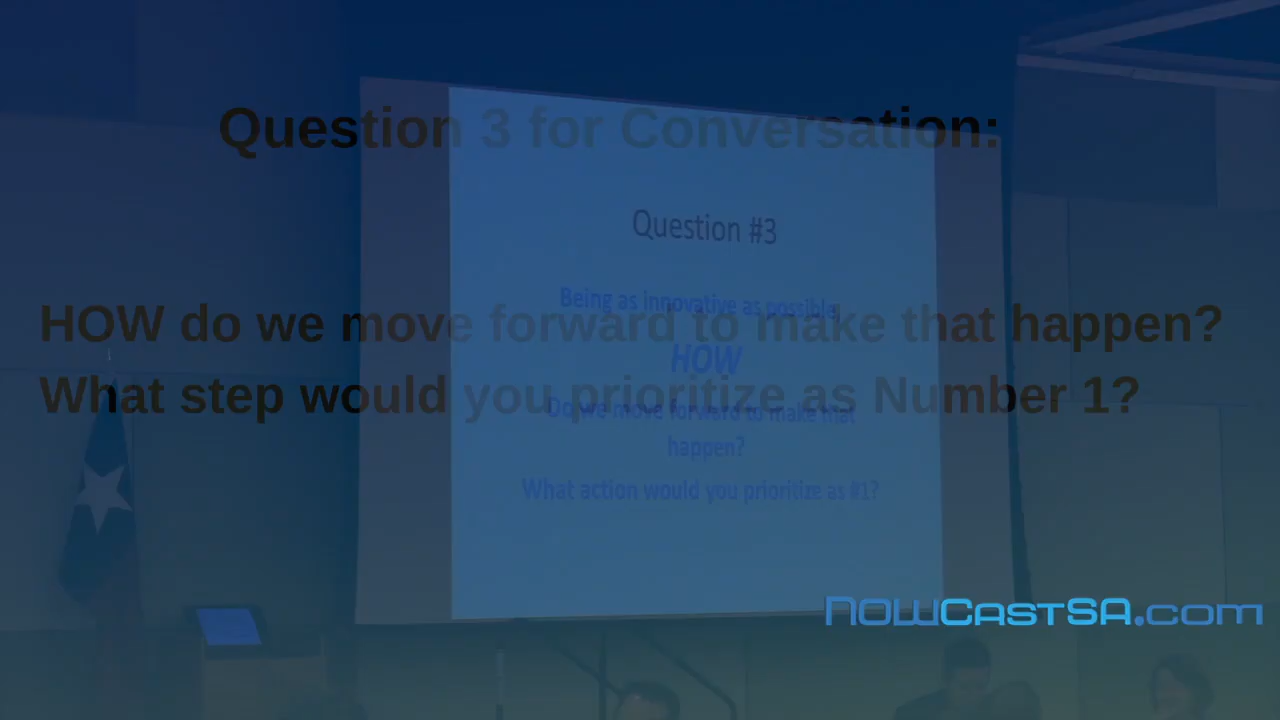 Question 3 for Conversation:
HOW do we move forward to make that happen?
What step would you prioritize as Number 1?
Question #3
Being as innovative as possible,
HOW
Do we move forward to make that
happen?
What action would you prioritize as #1?
NOWCastSA.com